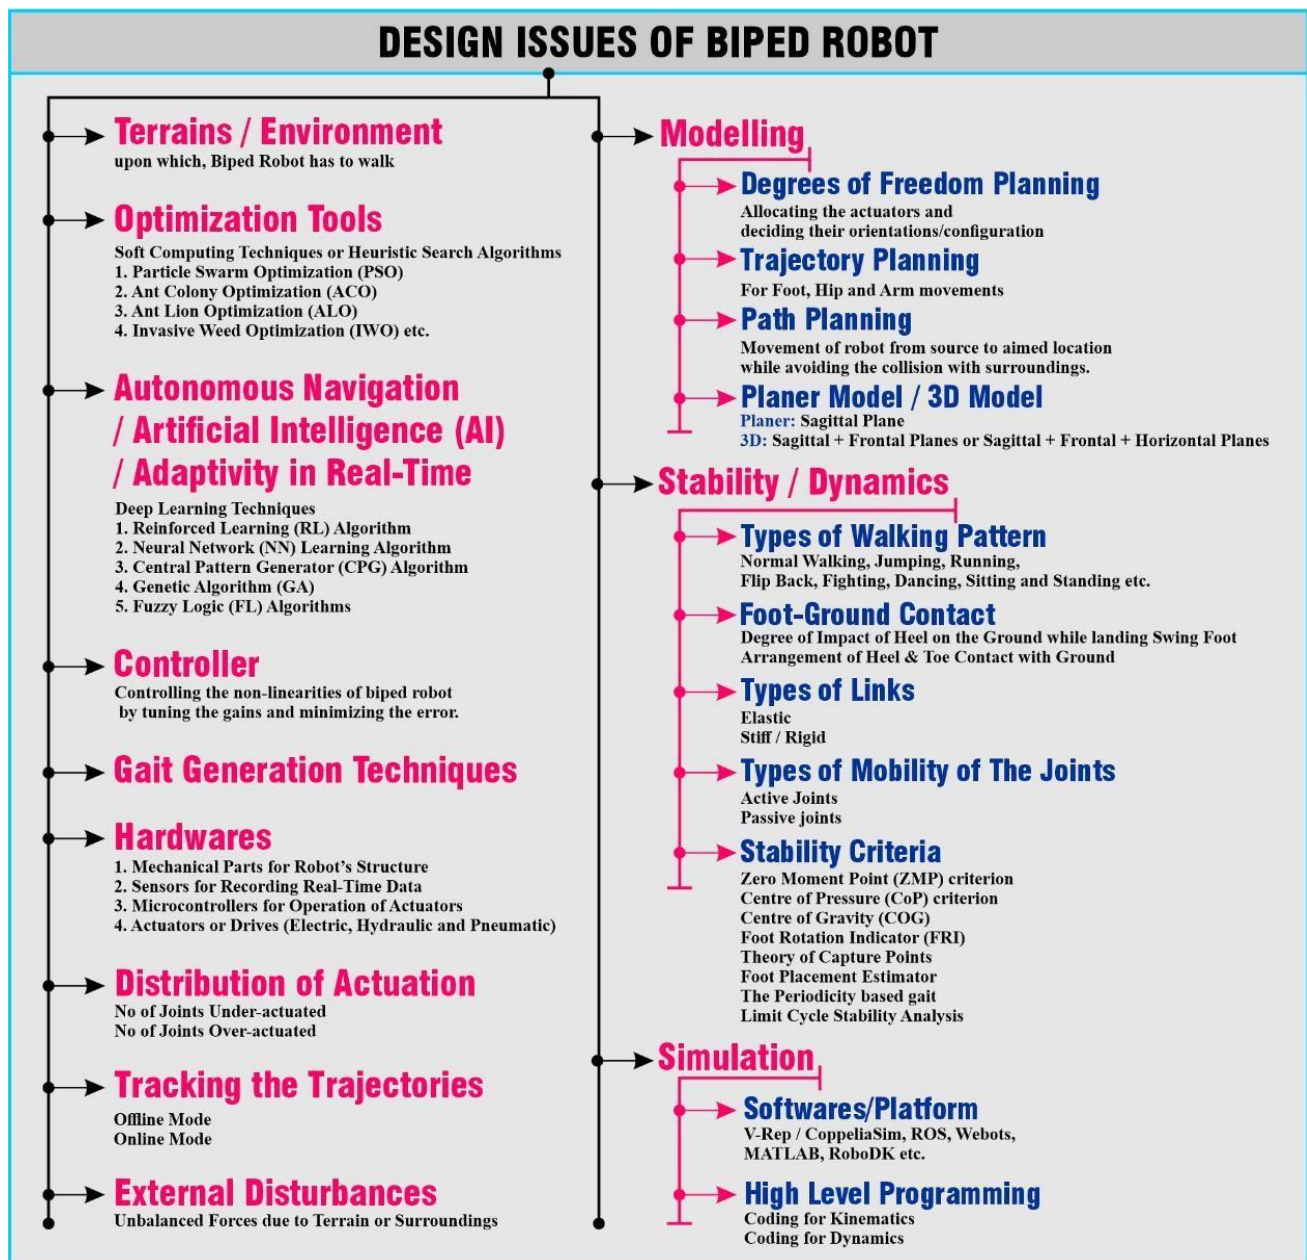 DESIGN ISSUES OF BIPED ROBOT
Terrains / Environment
upon which, Biped Robot has to walk
Optimization Tools
Soft Computing Techniques or Heuristic Search Algorithms
1. Particle Swarm Optimization (PSO)
2. Ant Colony Optimization (ACO)
3. Ant Lion Optimization (ALO)
4. Invasive Weed Optimization (IWO) etc.
Autonomous Navigation
/ Artificial Intelligence (AI)
/ Adaptivity in Real-Time
Deep Learning Techniques
1. Reinforced Learning (RL) Algorithm
2. Neural Network (NN) Learning Algorithm
3. Central Pattern Generator (CPG) Algorithm
4. Genetic Algorithm (GA)
5. Fuzzy Logic (FL) Algorithms
Controller
Controlling the non-linearities of biped robot
by tuning the gains and minimizing the error.
Gait Generation Techniques
Hardwares
1. Mechanical Parts for Robot's Structure
2. Sensors for Recording Real-Time Data
3. Microcontrollers for Operation of Actuators
4. Actuators or Drives (Electric, Hydraulic and Pneumatic)
Distribution of Actuation
No of Joints Under-actuated
No of Joints Over-actuated
Tracking the Trajectories
Offline Mode
Online Mode
External Disturbances
Unbalanced Forces due to Terrain or Surroundings
Modelling
Degrees of Freedom Planning
Allocating the actuators and
deciding their orientations/configuration
Trajectory Planning
For Foot, Hip and Arm movements
Path Planning
Movement of robot from source to aimed location
while avoiding the collision with surroundings.
Planer Model / 3D Model
Planer: Sagittal Plane
3D: Sagittal + Frontal Planes or Sagittal + Frontal + Horizontal Planes
Stability / Dynamics
Types of Walking Pattern
Normal Walking, Jumping, Running,
Flip Back, Fighting, Dancing, Sitting and Standing etc.
Foot-Ground Contact
Degree of Impact of Heel on the Ground while landing Swing Foot
Arrangement of Heel & Toe Contact with Ground
Types of Links
Elastic
Stiff / Rigid
Types of Mobility of The Joints
Active Joints
Passive joints
Stability Criteria
Zero Moment Point (ZMP) criterion
Centre of Pressure (CoP) criterion
Centre of Gravity (COG)
Foot Rotation Indicator (FRI)
Theory of Capture Points
Foot Placement Estimator
The Periodicity based gait
Limit Cycle Stability Analysis
Simulation
Softwares/Platform
V-Rep / CoppeliaSim, ROS, Webots,
MATLAB, RoboDK etc.
High Level Programming
Coding for Kinematics
Coding for Dynamics